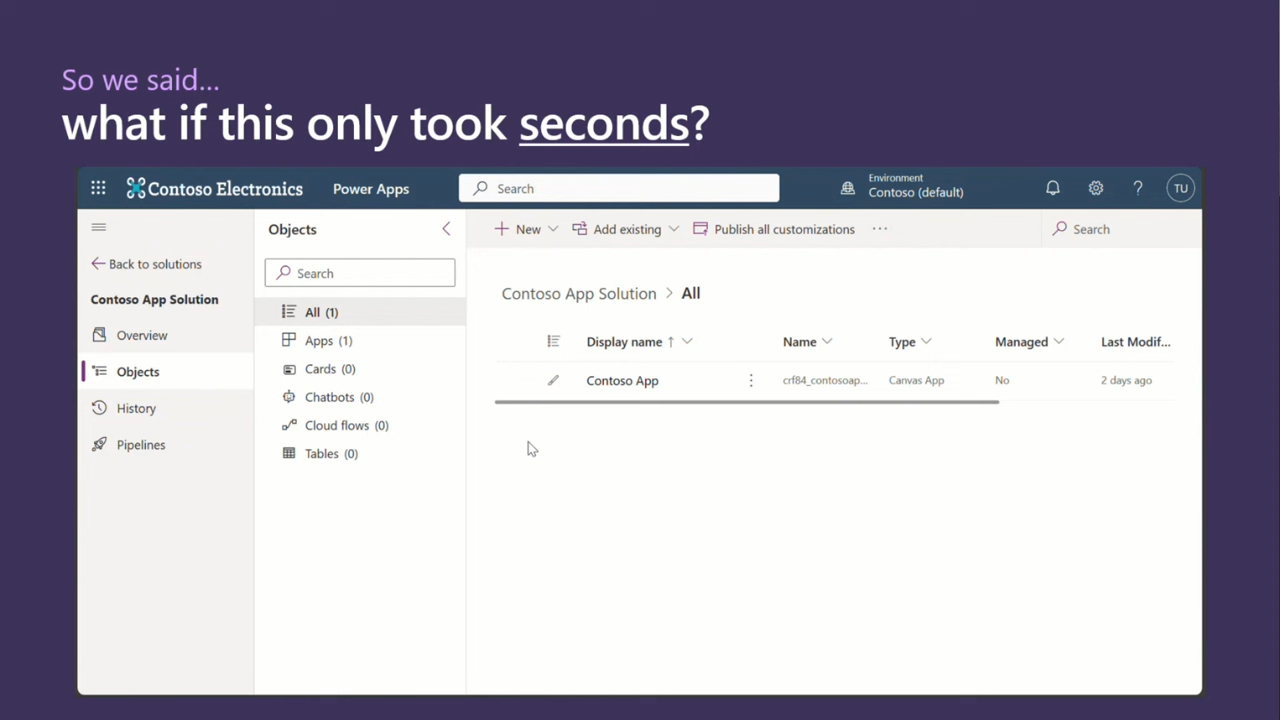 So we said...
what if this only took seconds?
Contoso Electronics
Power Apps
Search
Environment
Contoso (default)
?
TU
Back to solutions
Contoso App Solution
Overview
Objects
History
Pipelines
Objects
Search
All (1)
Apps (1)
Cards (0)
Chatbots (0)
Cloud flows (0)
Tables (0)
New
Add existing
Publish all customizations
...
Search
Contoso App Solution > All
Display name ↑ Name Type Managed Last Modif...
Contoso App crf84_contosoap... Canvas App No 2 days ago